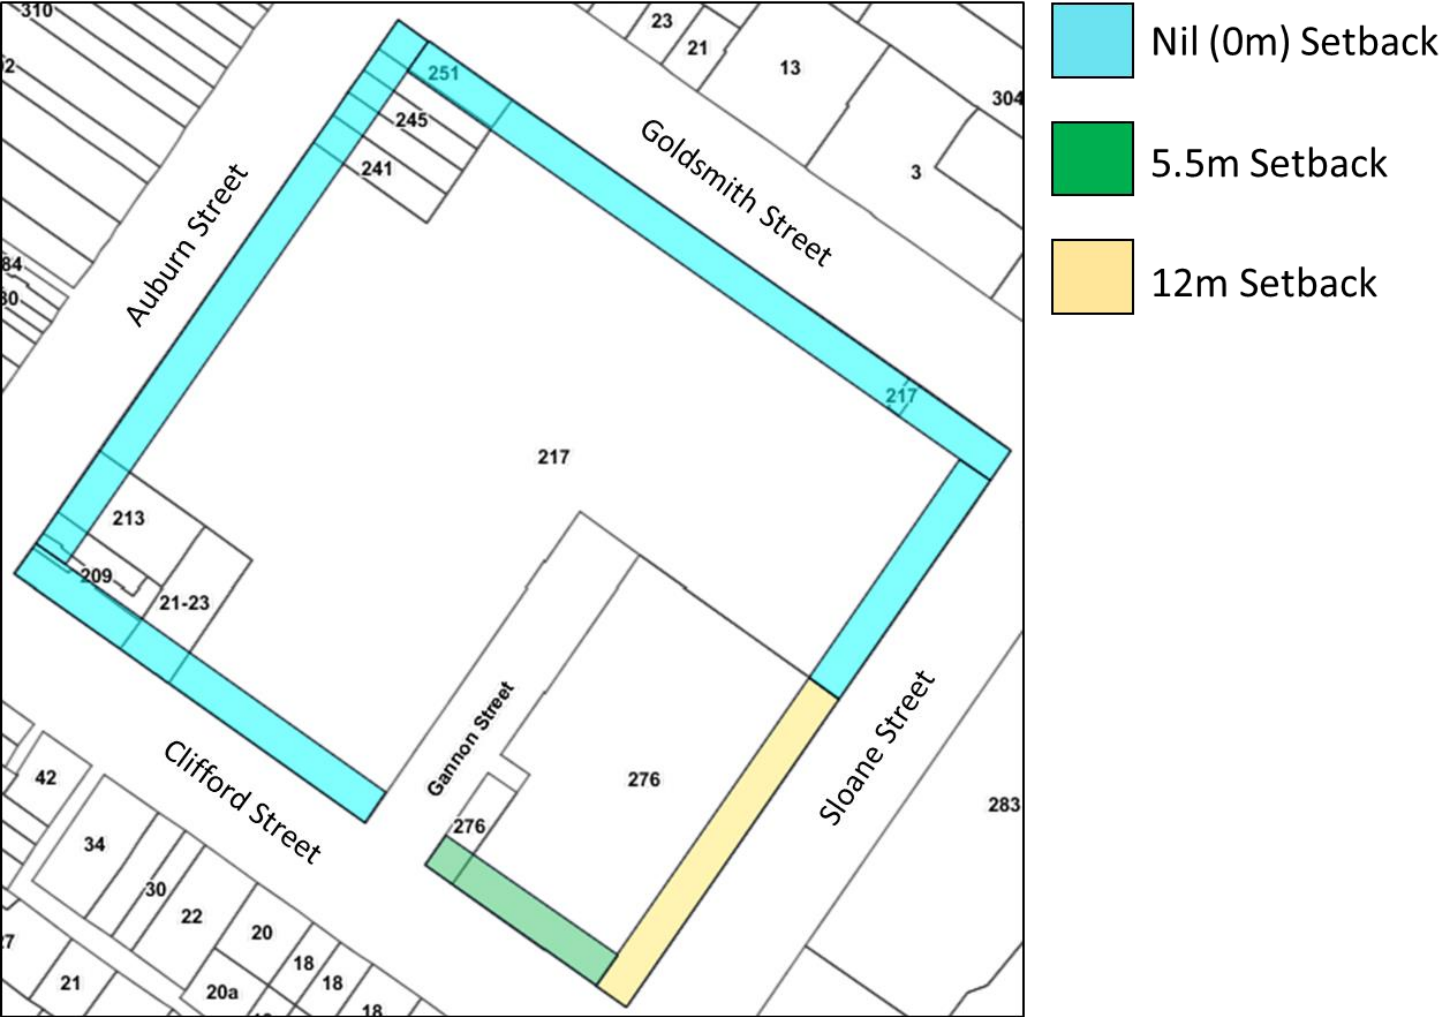 310
23
21
13
304
3
251
245
241
Goldsmith Street
Auburn Street
217
217
213
209
21-23
276
276
Gannon Street
Sloane Street
283
Clifford Street
42
34
30
22
20
18
18
18
20a
21
Nil (0m) Setback
5.5m Setback
12m Setback